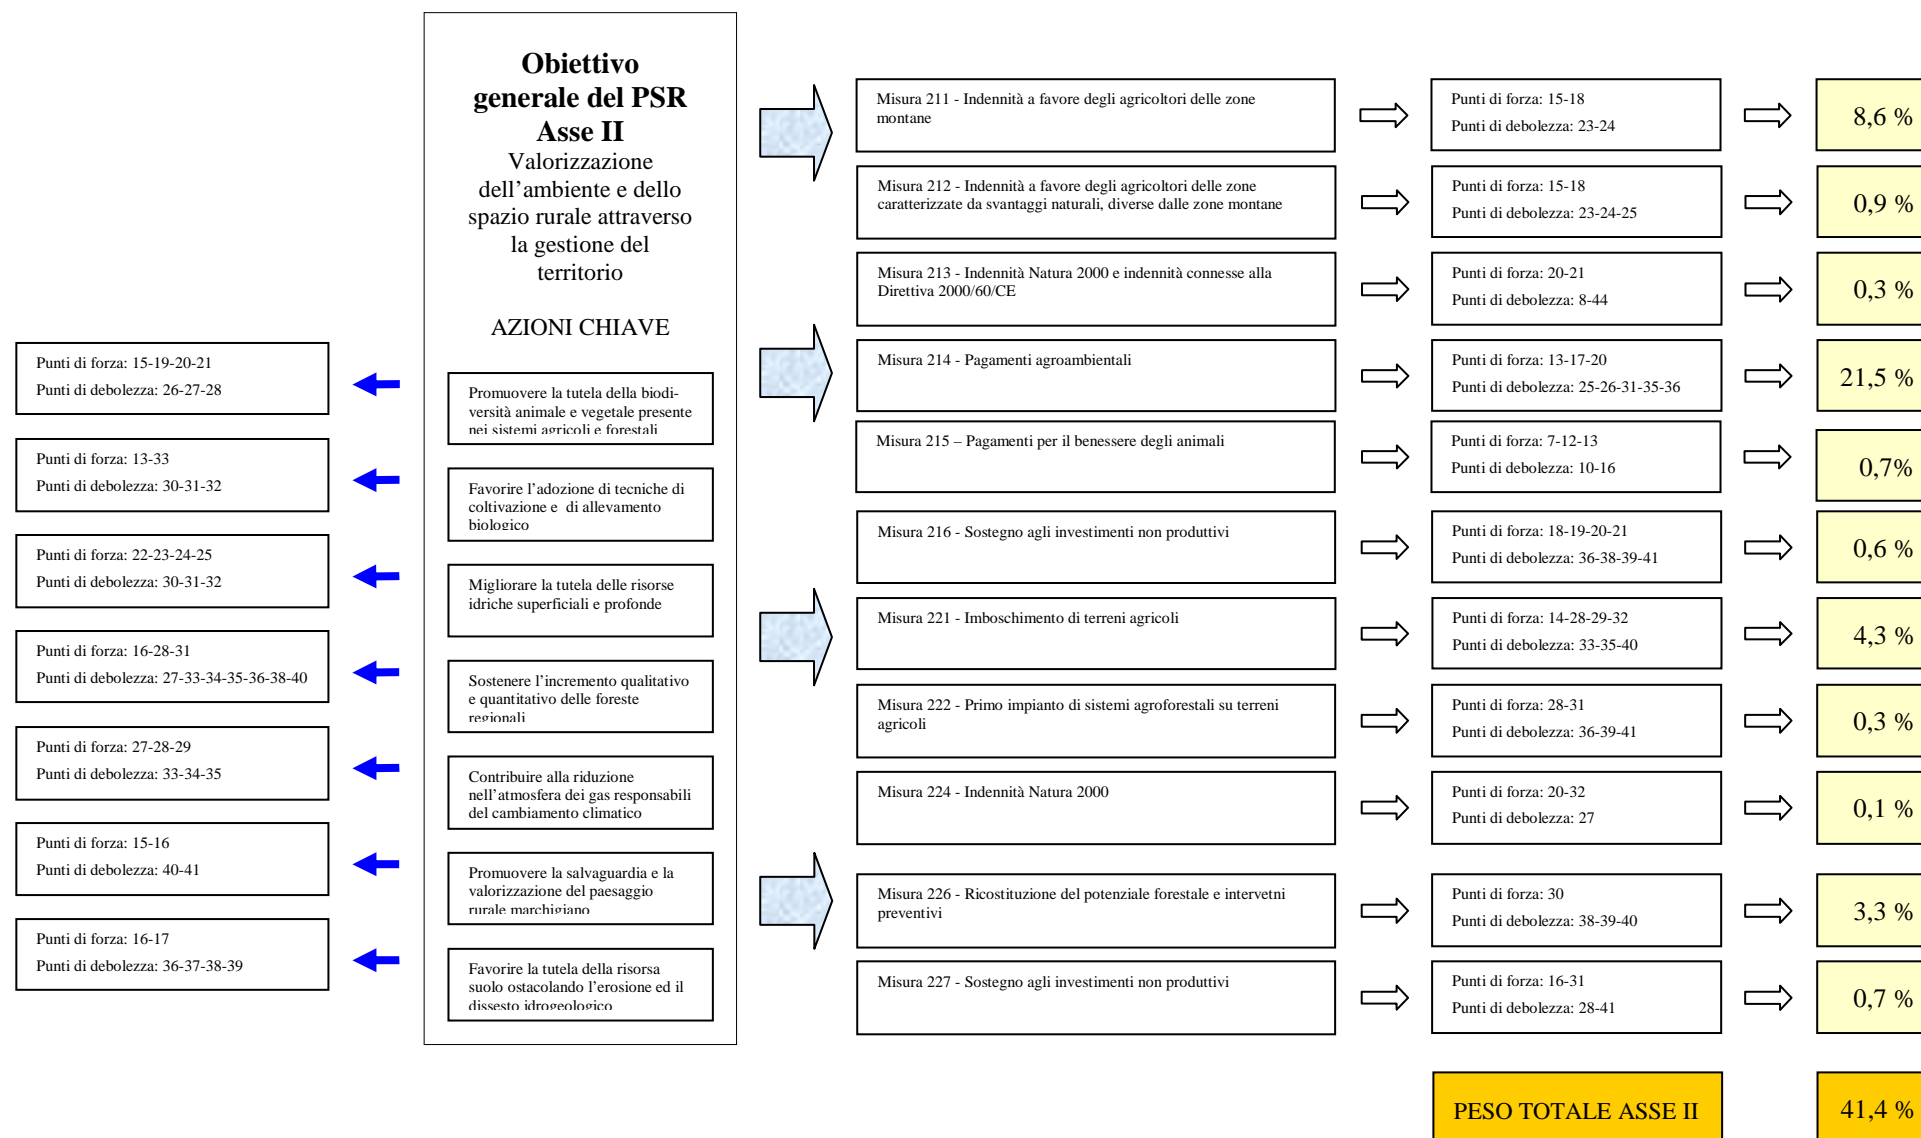 Obiettivo
generale del PSR
Asse II
Valorizzazione
dell’ambiente e dello
spazio rurale attraverso
la gestione del
territorio
AZIONI CHIAVE
Punti di forza: 15-19-20-21
Punti di debolezza: 26-27-28
Promuovere la tutela della biodi-
versità animale e vegetale presente
nei sistemi agricoli e forestali
Punti di forza: 13-33
Punti di debolezza: 30-31-32
Favorire l’adozione di tecniche di
coltivazione e di allevamento
biologico
Punti di forza: 22-23-24-25
Punti di debolezza: 30-31-32
Migliorare la tutela delle risorse
idriche superficiali e profonde
Punti di forza: 16-28-31
Punti di debolezza: 27-33-34-35-36-38-40
Sostenere l’incremento qualitativo
e quantitativo delle foreste
regionali
Punti di forza: 27-28-29
Punti di debolezza: 33-34-35
Contribuire alla riduzione
nell’atmosfera dei gas responsabili
del cambiamento climatico
Punti di forza: 15-16
Punti di debolezza: 40-41
Promuovere la salvaguardia e la
valorizzazione del paesaggio
rurale marchigiano
Punti di forza: 16-17
Punti di debolezza: 36-37-38-39
Favorire la tutela della risorsa
suolo ostacolando l’erosione ed il
dissesto idrogeologico
Misura 211 - Indennità a favore degli agricoltori delle zone
montane
Punti di forza: 15-18
Punti di debolezza: 23-24
8,6 %
Misura 212 - Indennità a favore degli agricoltori delle zone
caratterizzate da svantaggi naturali, diverse dalle zone montane
Punti di forza: 15-18
Punti di debolezza: 23-24-25
0,9 %
Misura 213 - Indennità Natura 2000 e indennità connesse alla
Direttiva 2000/60/CE
Punti di forza: 20-21
Punti di debolezza: 8-44
0,3 %
Misura 214 - Pagamenti agroambientali
Punti di forza: 13-17-20
Punti di debolezza: 25-26-31-35-36
21,5 %
Misura 215 – Pagamenti per il benessere degli animali
Punti di forza: 7-12-13
Punti di debolezza: 10-16
0,7%
Misura 216 - Sostegno agli investimenti non produttivi
Punti di forza: 18-19-20-21
Punti di debolezza: 36-38-39-41
0,6 %
Misura 221 - Imboschimento di terreni agricoli
Punti di forza: 14-28-29-32
Punti di debolezza: 33-35-40
4,3 %
Misura 222 - Primo impianto di sistemi agroforestali su terreni
agricoli
Punti di forza: 28-31
Punti di debolezza: 36-39-41
0,3 %
Misura 224 - Indennità Natura 2000
Punti di forza: 20-32
Punti di debolezza: 27
0,1 %
Misura 226 - Ricostituzione del potenziale forestale e intervetni
preventivi
Punti di forza: 30
Punti di debolezza: 38-39-40
3,3 %
Misura 227 - Sostegno agli investimenti non produttivi
Punti di forza: 16-31
Punti di debolezza: 28-41
0,7 %
PESO TOTALE ASSE II
41,4 %